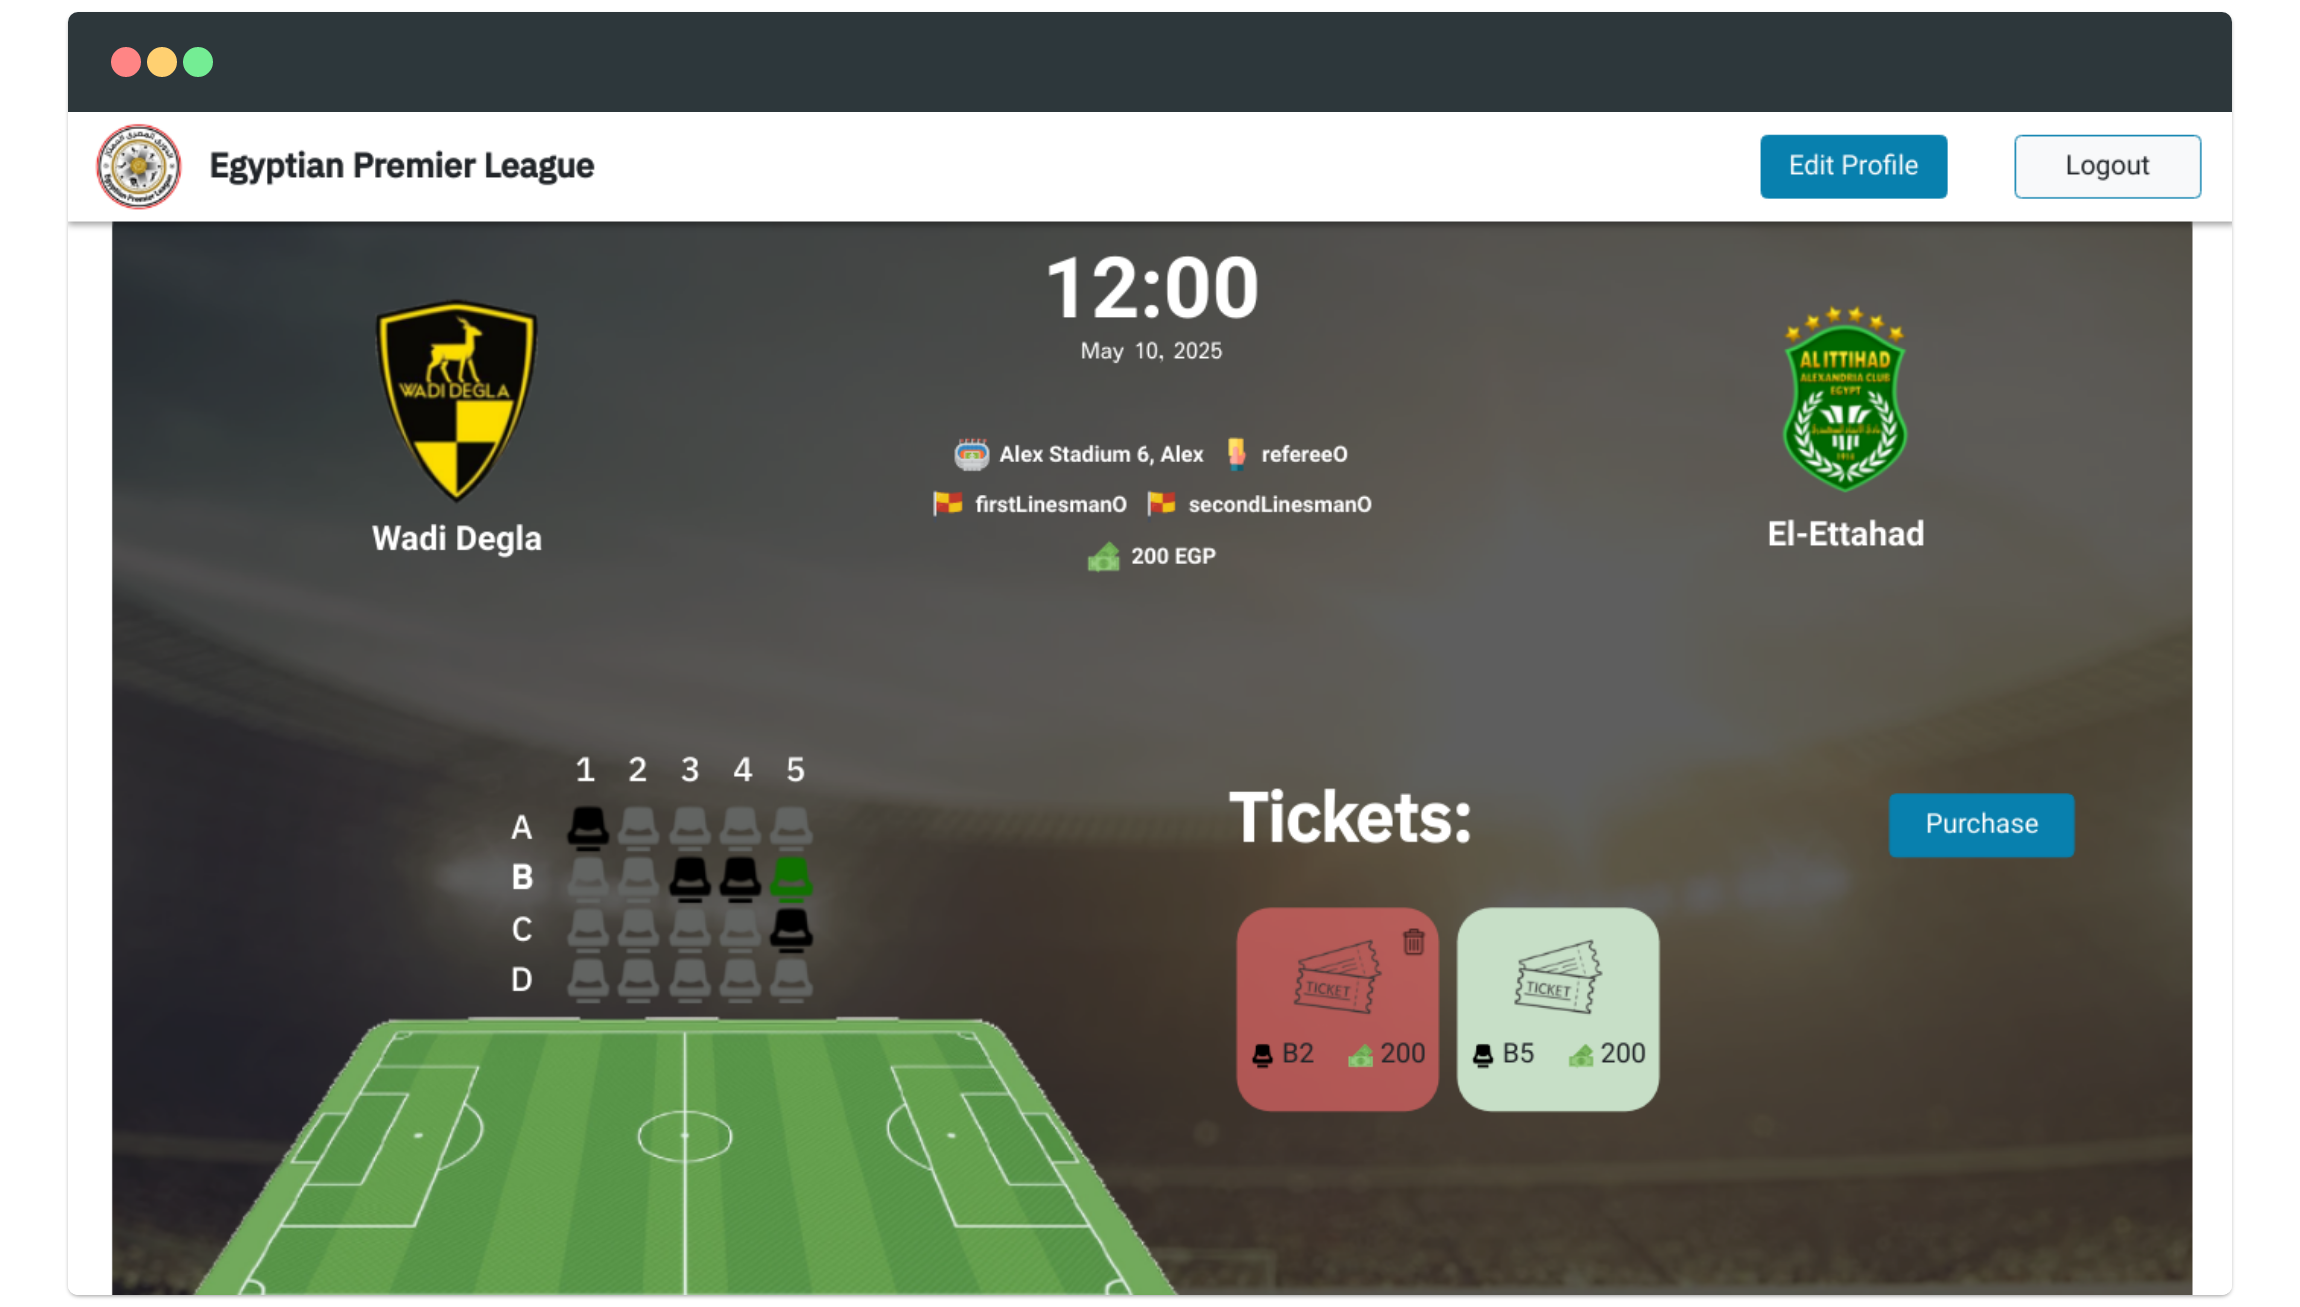 Egyptian Premier League
Edit Profile
Logout
12:00
May 10, 2025
WADI DEGLA
Wadi Degla
Alex Stadium 6, Alex refereeO
firstLinesmanO secondLinesmanO
200 EGP
ALITTIHAD
ALEXANDRIA CLUB
EGYPT
El-Ettahad
1 2 3 4 5
A
B
C
D
Tickets:
Purchase
TICKET
B2 200
TICKET
B5 200